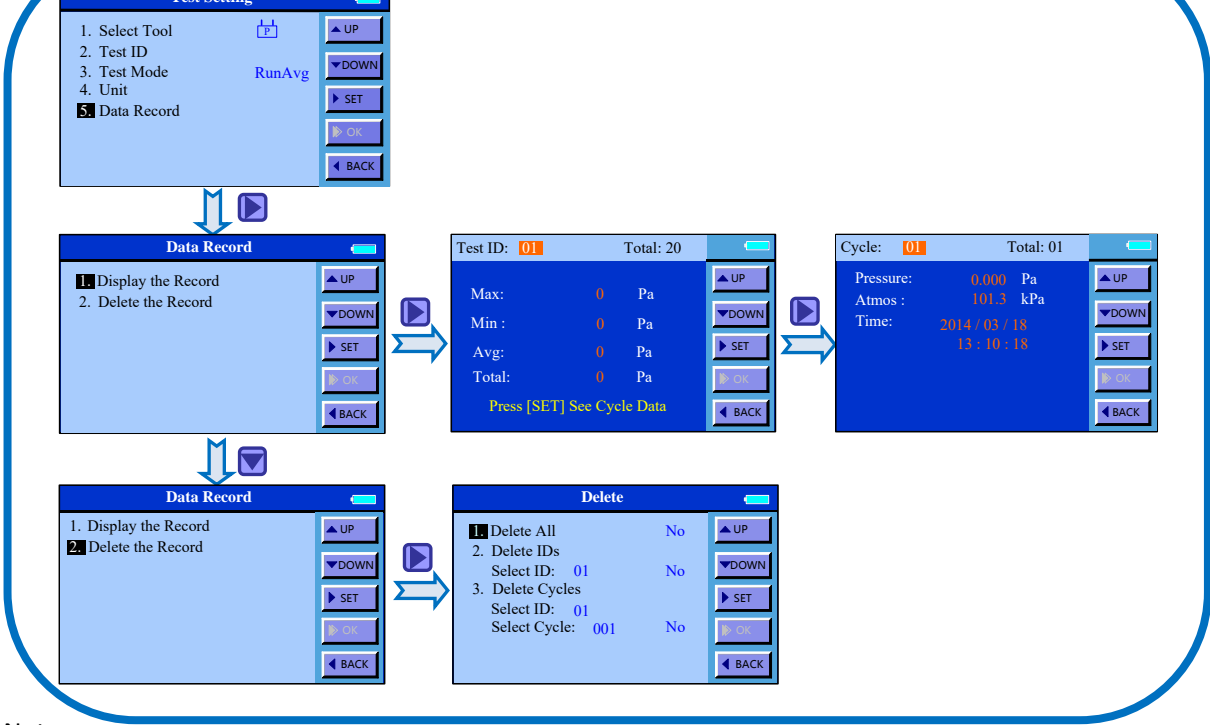 Test Setting
1. Select Tool P
2. Test ID
3. Test Mode RunAvg
4. Unit
5. Data Record
UP
DOWN
SET
OK
BACK
Data Record
1. Display the Record
2. Delete the Record
UP
DOWN
SET
OK
BACK
Test ID: 01 Total: 20
Max: 0 Pa
Min : 0 Pa
Avg: 0 Pa
Total: 0 Pa
Press [SET] See Cycle Data
UP
DOWN
SET
OK
BACK
Cycle: 01 Total: 01
Pressure: 0.000 Pa
Atmos : 101.3 kPa
Time: 2014 / 03 / 18
13 : 10 : 18
UP
DOWN
SET
OK
BACK
Data Record
1. Display the Record
2. Delete the Record
UP
DOWN
SET
OK
BACK
Delete
1. Delete All No
2. Delete IDs
Select ID: 01 No
3. Delete Cycles
Select ID: 01
Select Cycle: 001 No
UP
DOWN
SET
OK
BACK